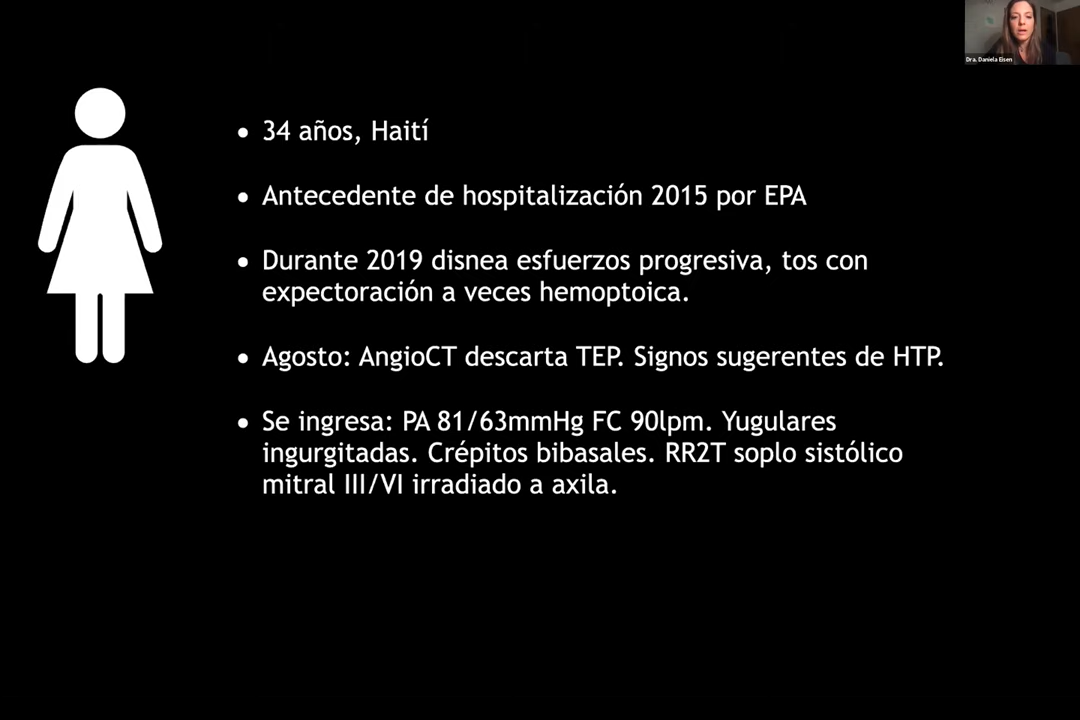 Dra. Daniela Eisen
• 34 años, Haití
• Antecedente de hospitalización 2015 por EPA
• Durante 2019 disnea esfuerzos progresiva, tos con
expectoración a veces hemoptoica.
• Agosto: AngioCT descarta TEP. Signos sugerentes de HTP.
• Se ingresa: PA 81/63mmHg FC 90lpm. Yugulares
ingurgitadas. Crépitos bibasales. RR2T soplo sistólico
mitral III/VI irradiado a axila.